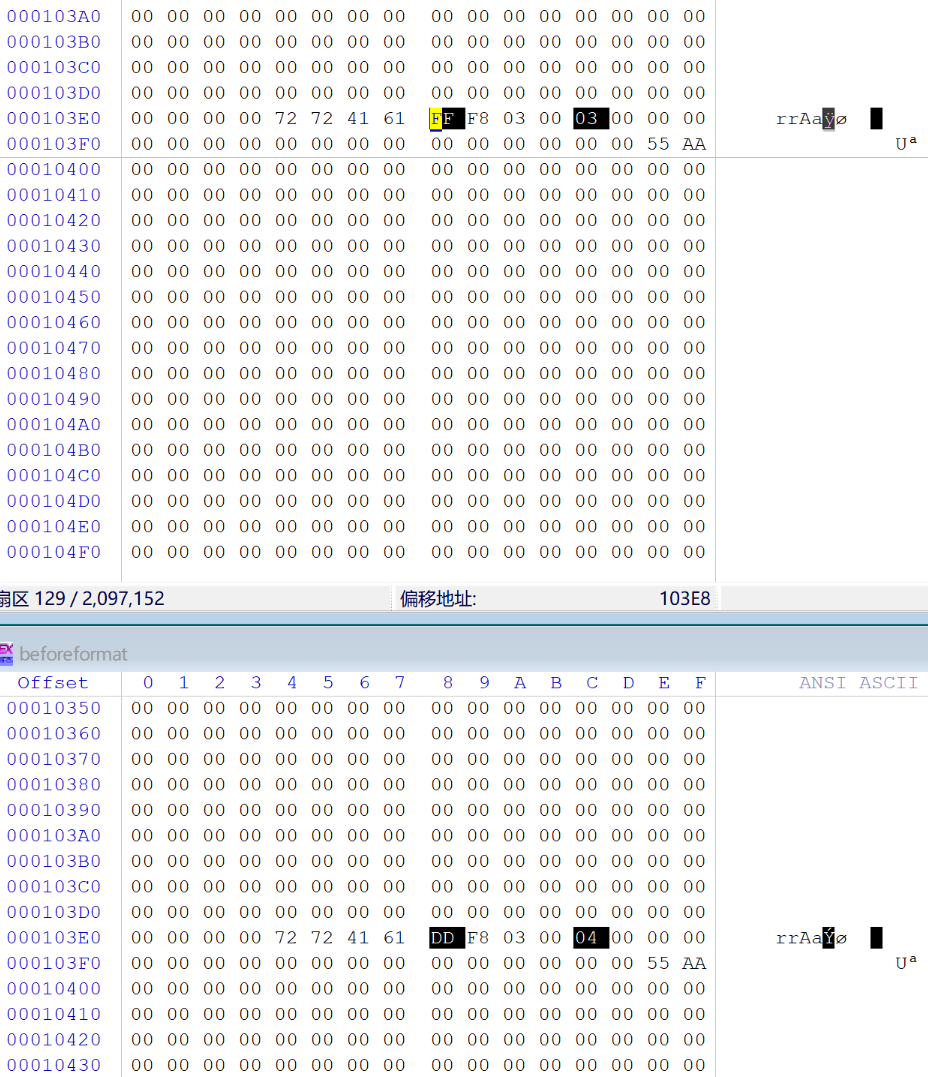 000103A0 00 00 00 00 00 00 00 00 00 00 00 00 00 00 00 00
000103B0 00 00 00 00 00 00 00 00 00 00 00 00 00 00 00 00
000103C0 00 00 00 00 00 00 00 00 00 00 00 00 00 00 00 00
000103D0 00 00 00 00 00 00 00 00 00 00 00 00 00 00 00 00
000103E0 00 00 00 00 72 72 41 61 FF F8 03 00 03 00 00 00 rrAaÿø
000103F0 00 00 00 00 00 00 00 00 00 00 00 00 00 00 55 AA Uª
00010400 00 00 00 00 00 00 00 00 00 00 00 00 00 00 00 00
00010410 00 00 00 00 00 00 00 00 00 00 00 00 00 00 00 00
00010420 00 00 00 00 00 00 00 00 00 00 00 00 00 00 00 00
00010430 00 00 00 00 00 00 00 00 00 00 00 00 00 00 00 00
00010440 00 00 00 00 00 00 00 00 00 00 00 00 00 00 00 00
00010450 00 00 00 00 00 00 00 00 00 00 00 00 00 00 00 00
00010460 00 00 00 00 00 00 00 00 00 00 00 00 00 00 00 00
00010470 00 00 00 00 00 00 00 00 00 00 00 00 00 00 00 00
00010480 00 00 00 00 00 00 00 00 00 00 00 00 00 00 00 00
00010490 00 00 00 00 00 00 00 00 00 00 00 00 00 00 00 00
000104A0 00 00 00 00 00 00 00 00 00 00 00 00 00 00 00 00
000104B0 00 00 00 00 00 00 00 00 00 00 00 00 00 00 00 00
000104C0 00 00 00 00 00 00 00 00 00 00 00 00 00 00 00 00
000104D0 00 00 00 00 00 00 00 00 00 00 00 00 00 00 00 00
000104E0 00 00 00 00 00 00 00 00 00 00 00 00 00 00 00 00
000104F0 00 00 00 00 00 00 00 00 00 00 00 00 00 00 00 00
扇区 129 / 2,097,152 偏移地址: 103E8
beforeformat
Offset 0 1 2 3 4 5 6 7 8 9 A B C D E F ANSI ASCII
00010350 00 00 00 00 00 00 00 00 00 00 00 00 00 00 00 00
00010360 00 00 00 00 00 00 00 00 00 00 00 00 00 00 00 00
00010370 00 00 00 00 00 00 00 00 00 00 00 00 00 00 00 00
00010380 00 00 00 00 00 00 00 00 00 00 00 00 00 00 00 00
00010390 00 00 00 00 00 00 00 00 00 00 00 00 00 00 00 00
000103A0 00 00 00 00 00 00 00 00 00 00 00 00 00 00 00 00
000103B0 00 00 00 00 00 00 00 00 00 00 00 00 00 00 00 00
000103C0 00 00 00 00 00 00 00 00 00 00 00 00 00 00 00 00
000103D0 00 00 00 00 00 00 00 00 00 00 00 00 00 00 00 00
000103E0 00 00 00 00 72 72 41 61 DD F8 03 00 04 00 00 00 rrAaÝø
000103F0 00 00 00 00 00 00 00 00 00 00 00 00 00 00 55 AA Uª
00010400 00 00 00 00 00 00 00 00 00 00 00 00 00 00 00 00
00010410 00 00 00 00 00 00 00 00 00 00 00 00 00 00 00 00
00010420 00 00 00 00 00 00 00 00 00 00 00 00 00 00 00 00
00010430 00 00 00 00 00 00 00 00 00 00 00 00 00 00 00 00